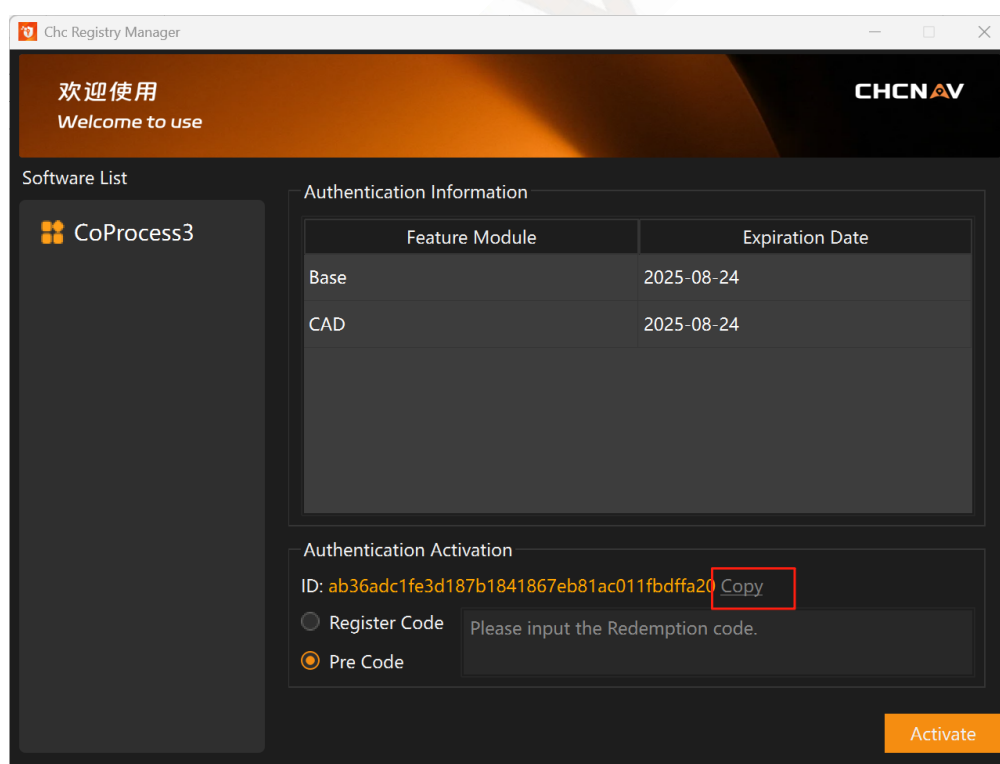 Chc Registry Manager
欢迎使用
Welcome to use
CHCNAV
Software List
CoProcess3
Authentication Information
Feature Module Expiration Date
Base 2025-08-24
CAD 2025-08-24
Authentication Activation
ID: ab36adc1fe3d187b1841867eb81ac011fbdffa20 Copy
Register Code
Please input the Redemption code.
Pre Code
Activate